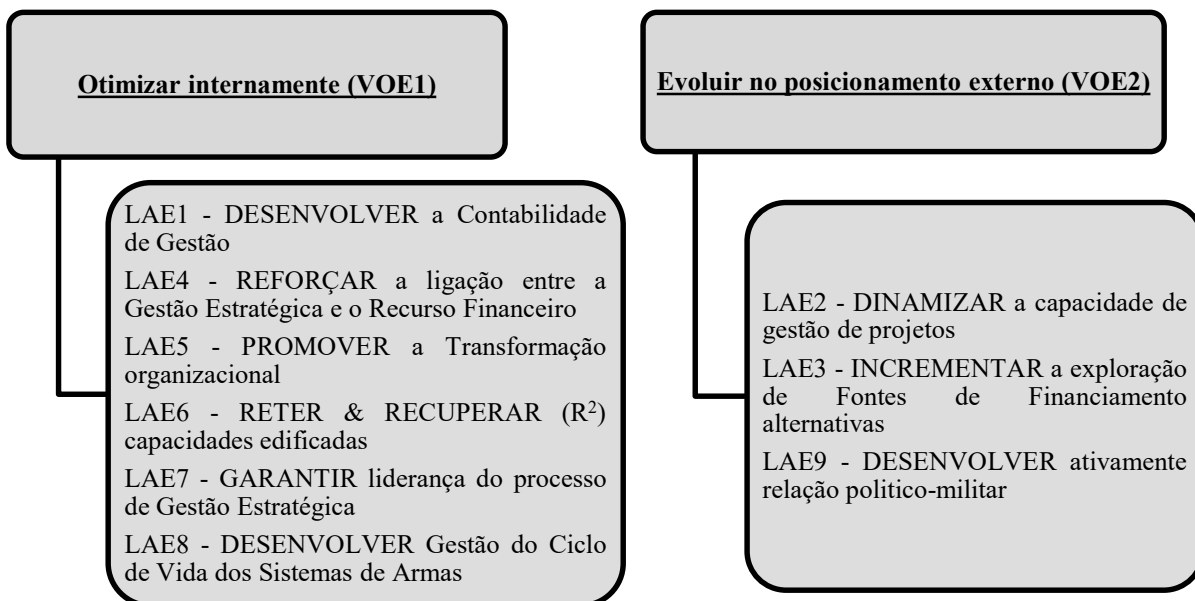 Otimizar internamente (VOE1)
LAE1 - DESENVOLVER a Contabilidade
de Gestão
LAE4 - REFORÇAR a ligação entre a
Gestão Estratégica e o Recurso Financeiro
LAE5 - PROMOVER a Transformação
organizacional
LAE6 - RETER & RECUPERAR (R²)
capacidades edificadas
LAE7 - GARANTIR liderança do processo
de Gestão Estratégica
LAE8 - DESENVOLVER Gestão do Ciclo
de Vida dos Sistemas de Armas
Evoluir no posicionamento externo (VOE2)
LAE2 - DINAMIZAR a capacidade de
gestão de projetos
LAE3 - INCREMENTAR a exploração
de Fontes de Financiamento
alternativas
LAE9 - DESENVOLVER ativamente
relação politico-militar